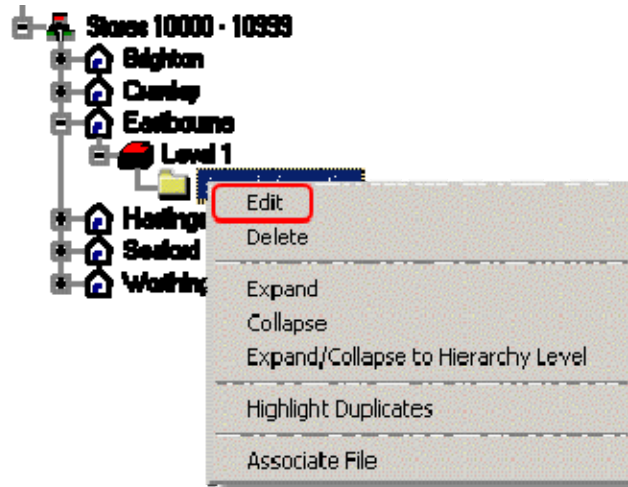 Stores 10000 - 10999
Brighton
Crawley
Eastbourne
Level 1
Edit
Hastings
Delete
Seaford
Worthing
Expand
Collapse
Expand/Collapse to Hierarchy Level
Highlight Duplicates
Associate File